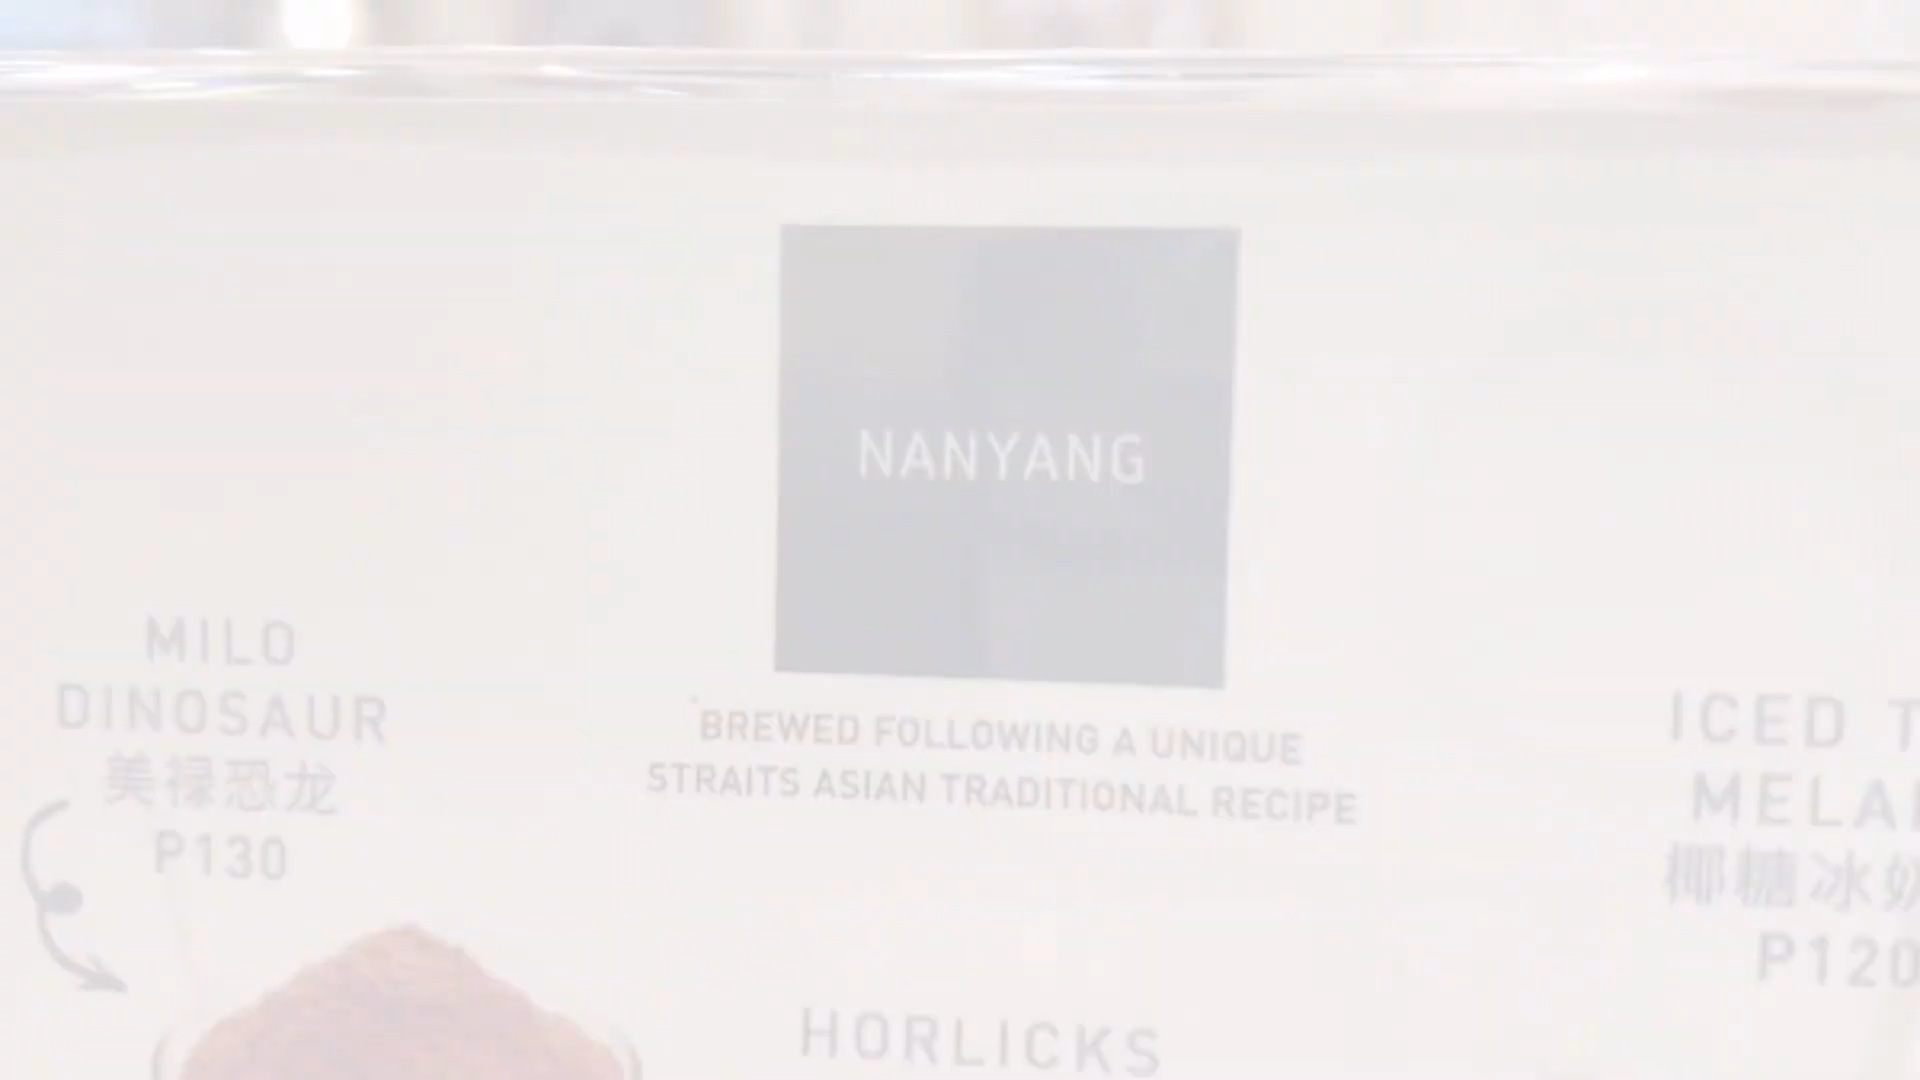 NANYANG
BREWED FOLLOWING A UNIQUE
STRAITS ASIAN TRADITIONAL RECIPE
MILO
DINOSAUR
美禄恐龙
P130
ICED
椰糖冰奶
P120
HORLICKS